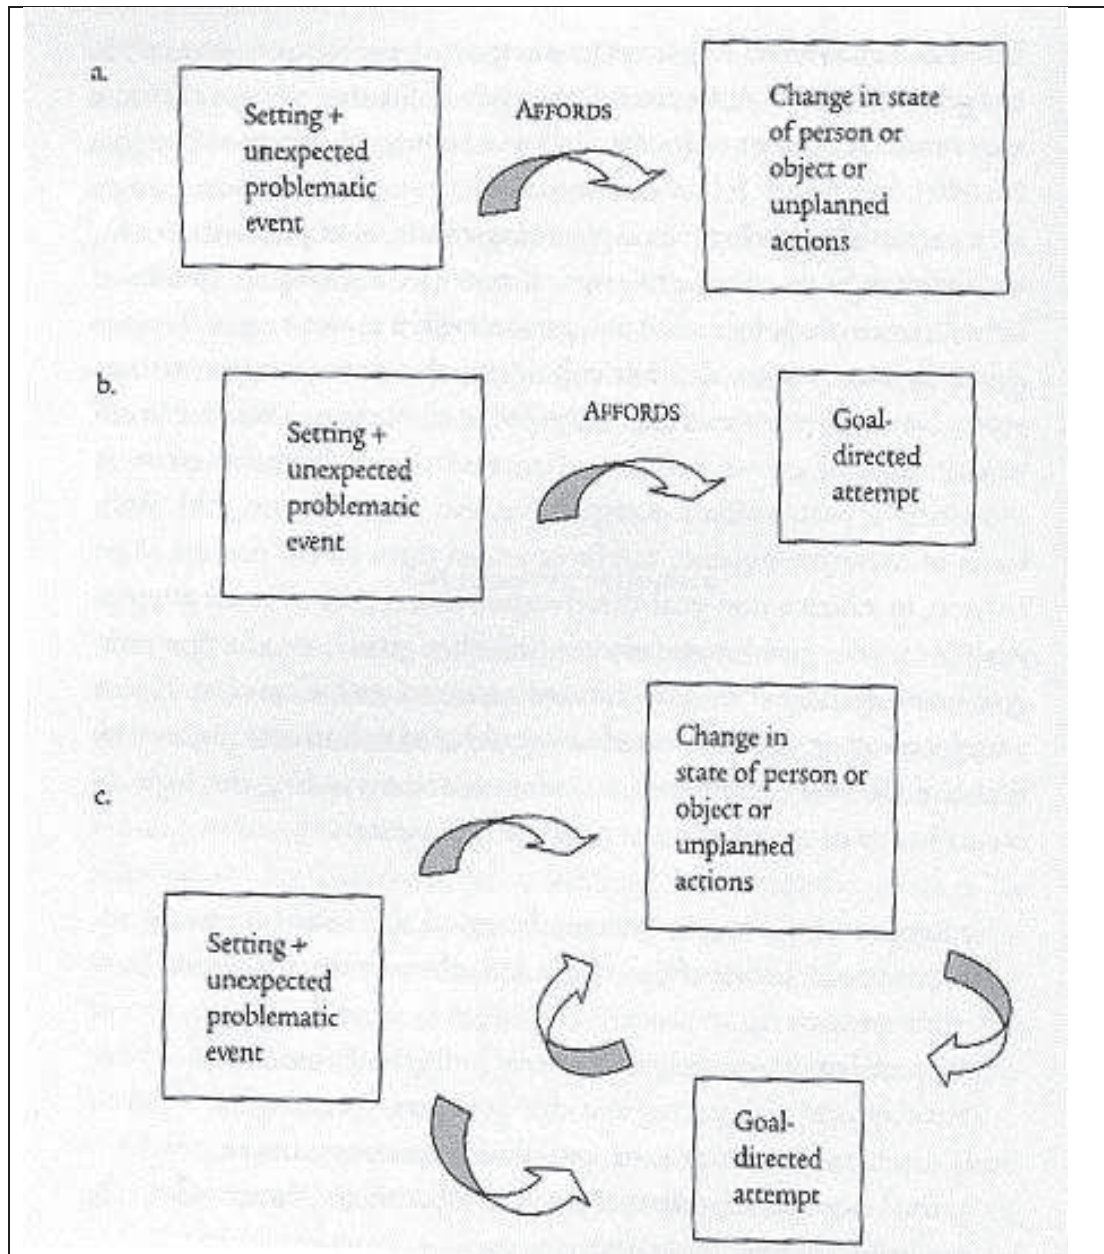 a.
Setting +
unexpected
problematic
event
AFFORDS
Change in state
of person or
object or
unplanned
actions
b.
Setting +
unexpected
problematic
event
AFFORDS
Goal-
directed
attempt
c.
Setting +
unexpected
problematic
event
Change in
state of person or
object or
unplanned
actions
Goal-
directed
attempt